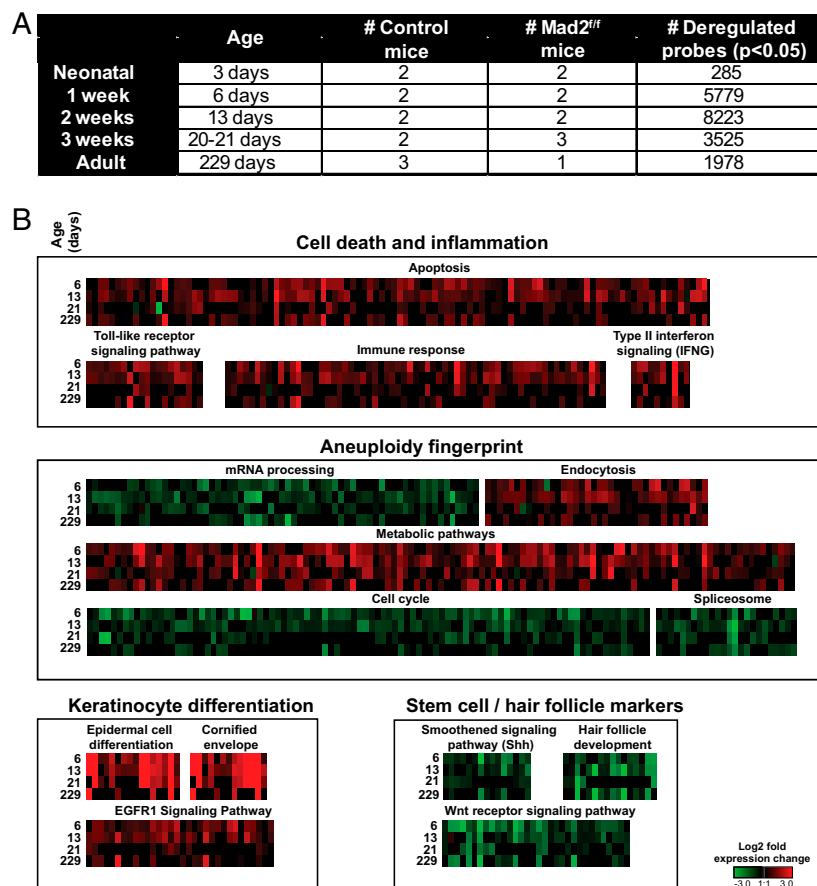 A
Age # Control mice # Mad2f/f mice # Deregulated probes (p<0.05)
Neonatal 3 days 2 2 285
1 week 6 days 2 2 5779
2 weeks 13 days 2 2 8223
3 weeks 20-21 days 2 3 3525
Adult 229 days 3 1 1978
B
Age (days)
Cell death and inflammation
Apoptosis
6
13
21
229
Toll-like receptor signaling pathway
Immune response
Type II interferon signaling (IFNG)
6
13
21
229
Aneuploidy fingerprint
mRNA processing
Endocytosis
6
13
21
229
Metabolic pathways
6
13
21
229
Cell cycle
Spliceosome
6
13
21
229
Keratinocyte differentiation
Epidermal cell differentiation
Cornified envelope
6
13
21
229
EGFR1 Signaling Pathway
6
13
21
229
Stem cell / hair follicle markers
Smoothened signaling pathway (Shh)
Hair follicle development
6
13
21
229
Wnt receptor signaling pathway
6
13
21
229
Log2 fold expression change
-3.0 1:1 3.0